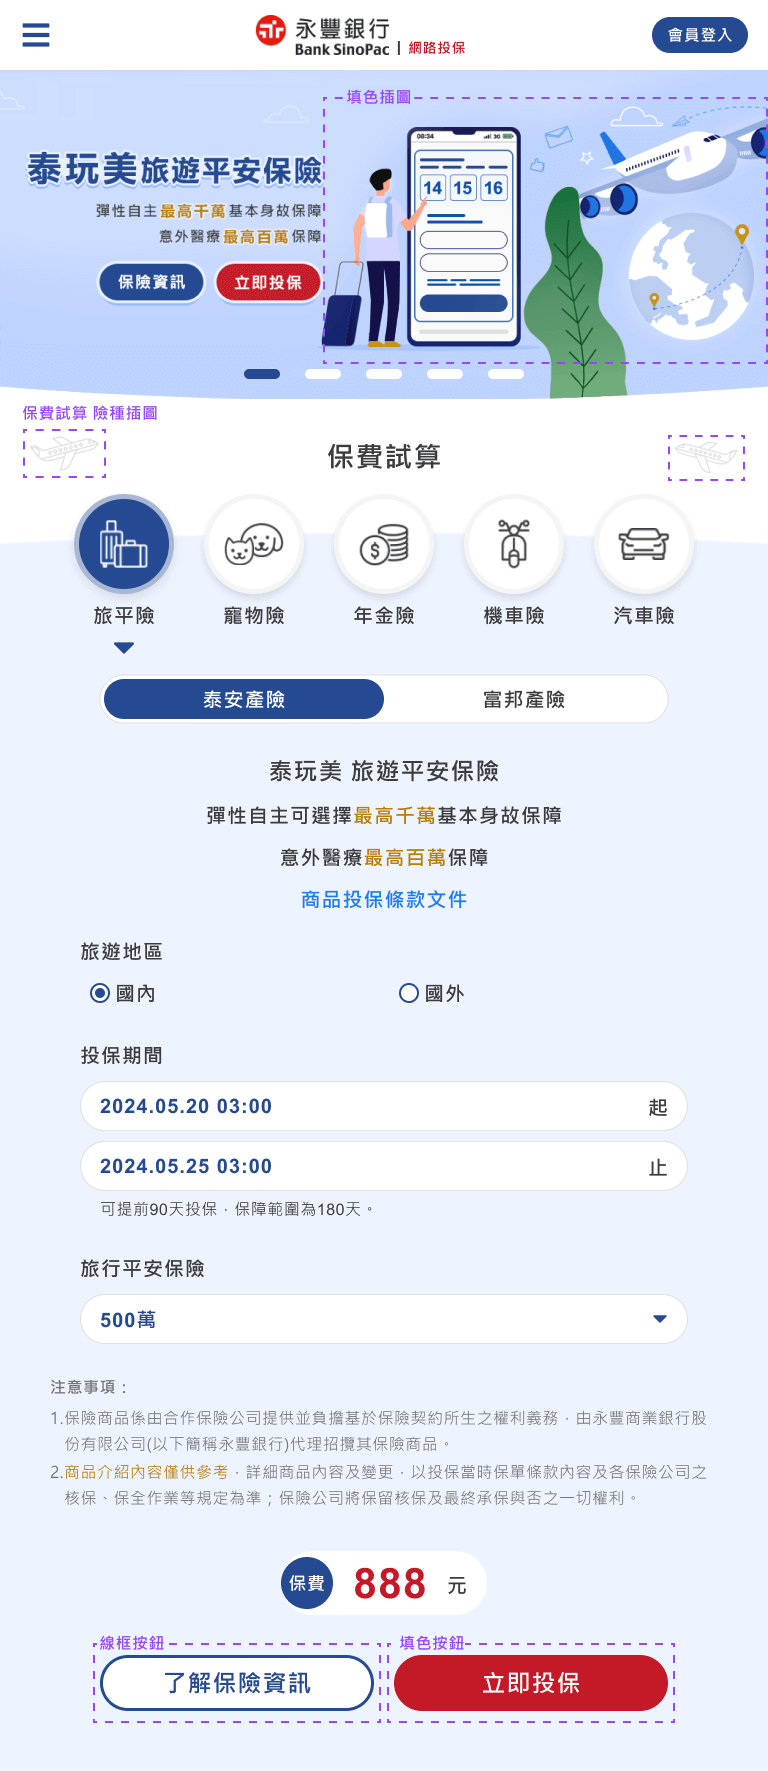 永豐銀行
Bank SinoPac | 網路投保
會員登入
填色插圖
泰玩美旅遊平安保險
彈性自主最高千萬基本身故保障
意外醫療最高百萬保障
保險資訊
立即投保
08:34
3G
14 15 16
保費試算 險種插圖
保費試算
旅平險
寵物險
年金險
機車險
汽車險
泰安產險
富邦產險
泰玩美 旅遊平安保險
彈性自主可選擇最高千萬基本身故保障
意外醫療最高百萬保障
商品投保條款文件
旅遊地區
國內
國外
投保期間
2024.05.20 03:00 起
2024.05.25 03:00 止
可提前90天投保，保障範圍為180天。
旅行平安保險
500萬
注意事項：
1.保險商品係由合作保險公司提供並負擔基於保險契約所生之權利義務，由永豐商業銀行股
份有限公司(以下簡稱永豐銀行)代理招攬其保險商品。
2.商品介紹內容僅供參考，詳細商品內容及變更，以投保當時保單條款內容及各保險公司之
核保、保全作業等規定為準；保險公司將保留核保及最終承保與否之一切權利。
保費 888 元
線框按鈕
填色按鈕
了解保險資訊
立即投保